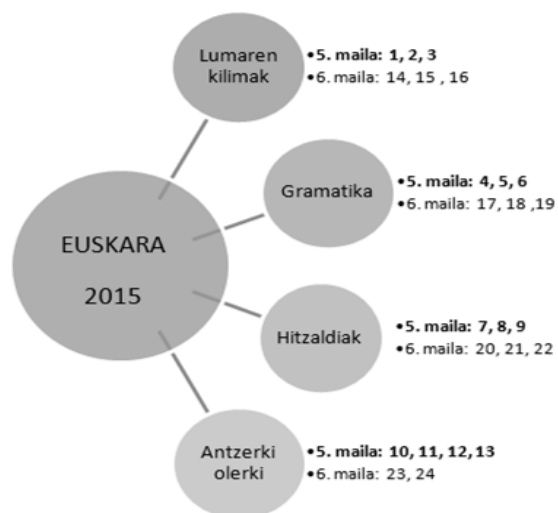 Lumaren
kilimak
•5. maila: 1, 2, 3
•6. maila: 14, 15 , 16
Gramatika
•5. maila: 4, 5, 6
•6. maila: 17, 18 ,19
EUSKARA
2015
Hitzaldiak
•5. maila: 7, 8, 9
•6. maila: 20, 21, 22
Antzerki
olerki
•5. maila: 10, 11, 12, 13
•6. maila: 23, 24